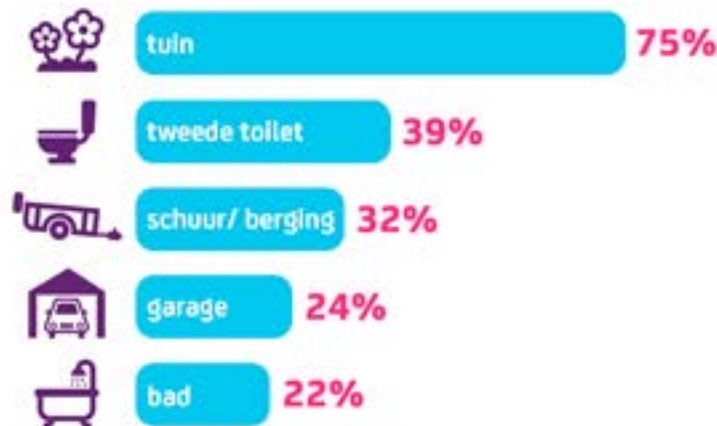 tuin 75%
tweede toilet 39%
schuur/ berging 32%
garage 24%
bad 22%